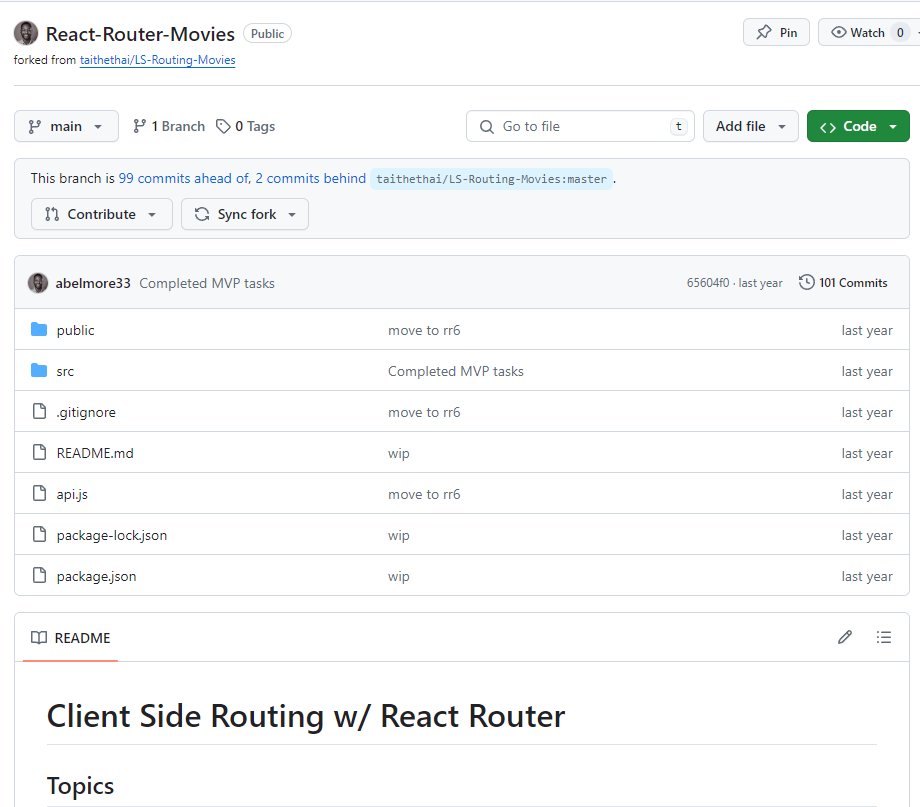 React-Router-Movies Public Pin Watch 0
forked from taithethai/LS-Routing-Movies
main 1 Branch 0 Tags Go to file t Add file Code
This branch is 99 commits ahead of, 2 commits behind taithethai/LS-Routing-Movies:master .
Contribute Sync fork
abelmore33 Completed MVP tasks 65604f0 · last year 101 Commits
public move to rr6 last year
src Completed MVP tasks last year
.gitignore move to rr6 last year
README.md wip last year
api.js move to rr6 last year
package-lock.json wip last year
package.json wip last year
README
Client Side Routing w/ React Router
Topics